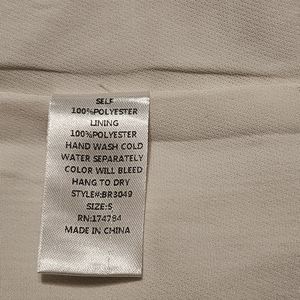 SELF
100%POLYESTER
LINING
100%POLYESTER
HAND WASH COLD
WATER SEPARATELY
COLOR WILL BLEED
HANG TO DRY
STYLE#:BR3049
SIZE:S
RN:174784
MADE IN CHINA